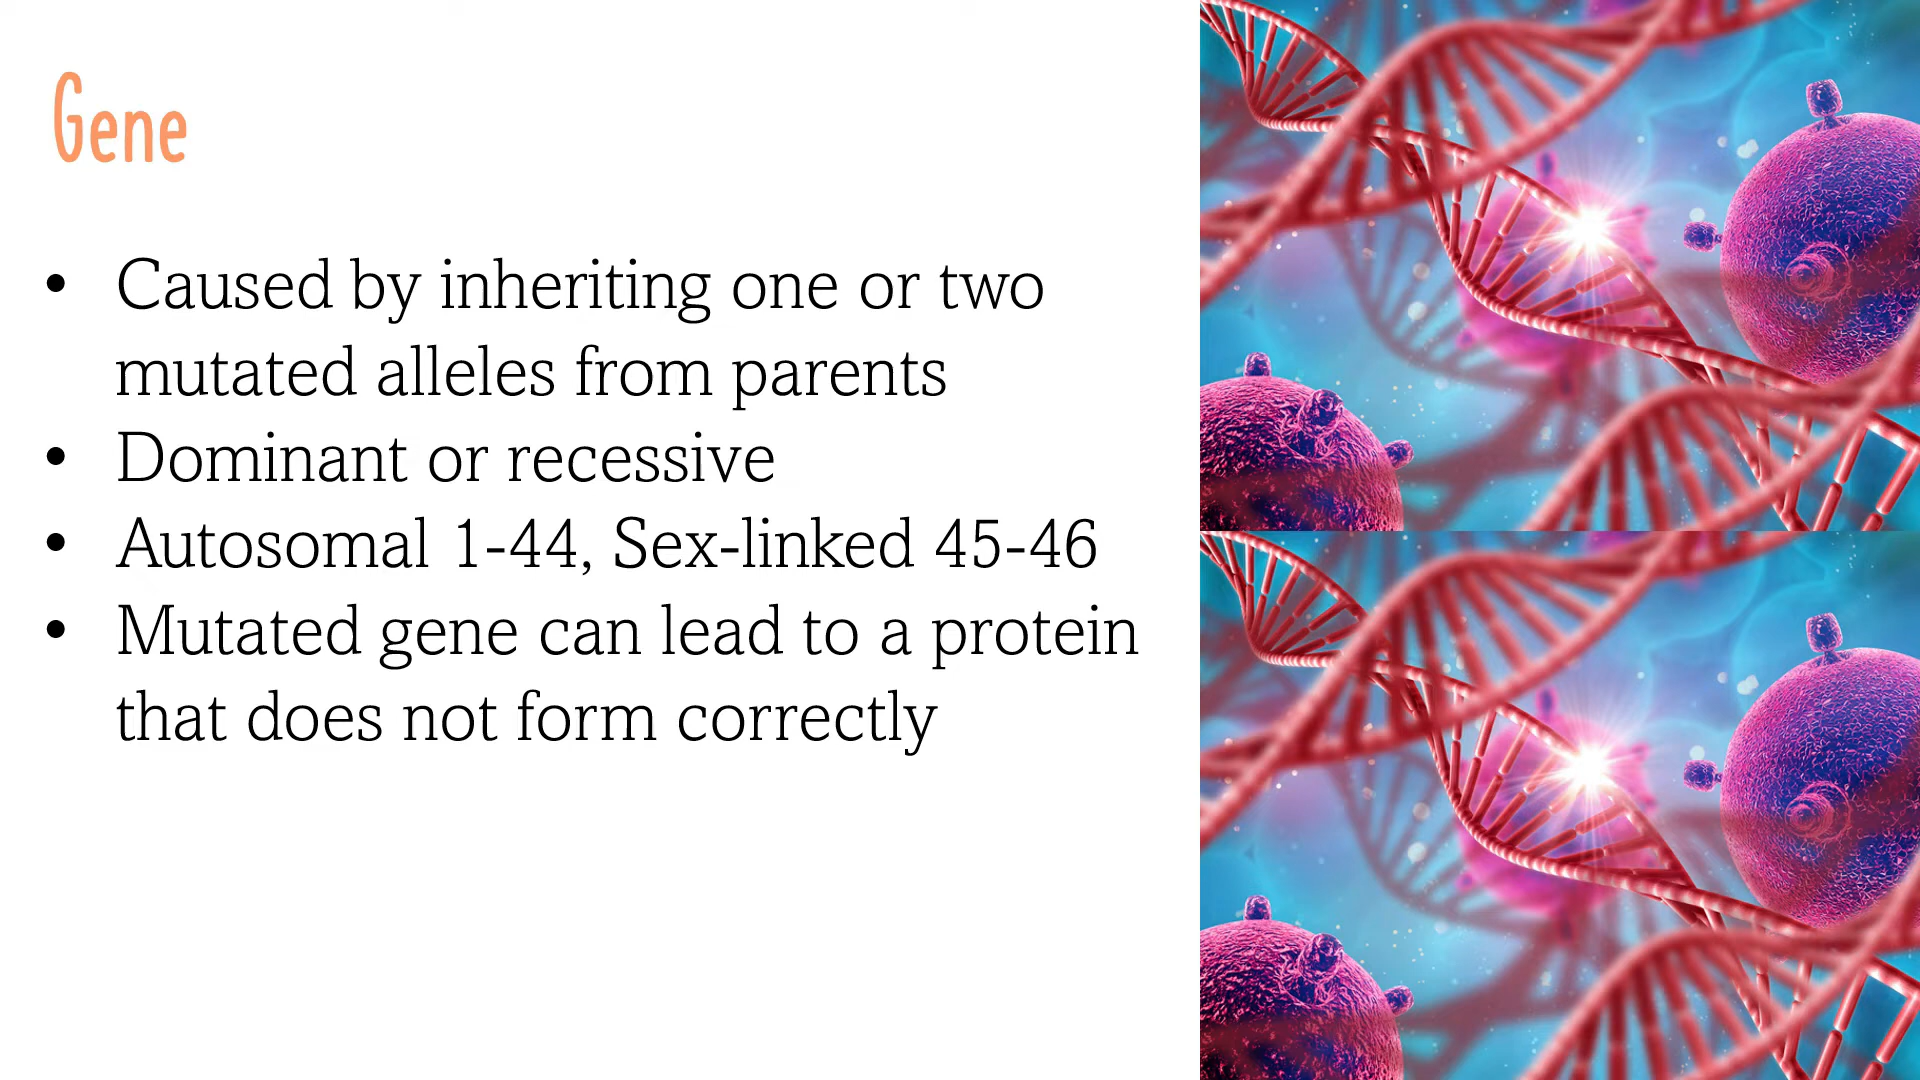 Gene
• Caused by inheriting one or two
mutated alleles from parents
• Dominant or recessive
• Autosomal 1-44, Sex-linked 45-46
• Mutated gene can lead to a protein
that does not form correctly